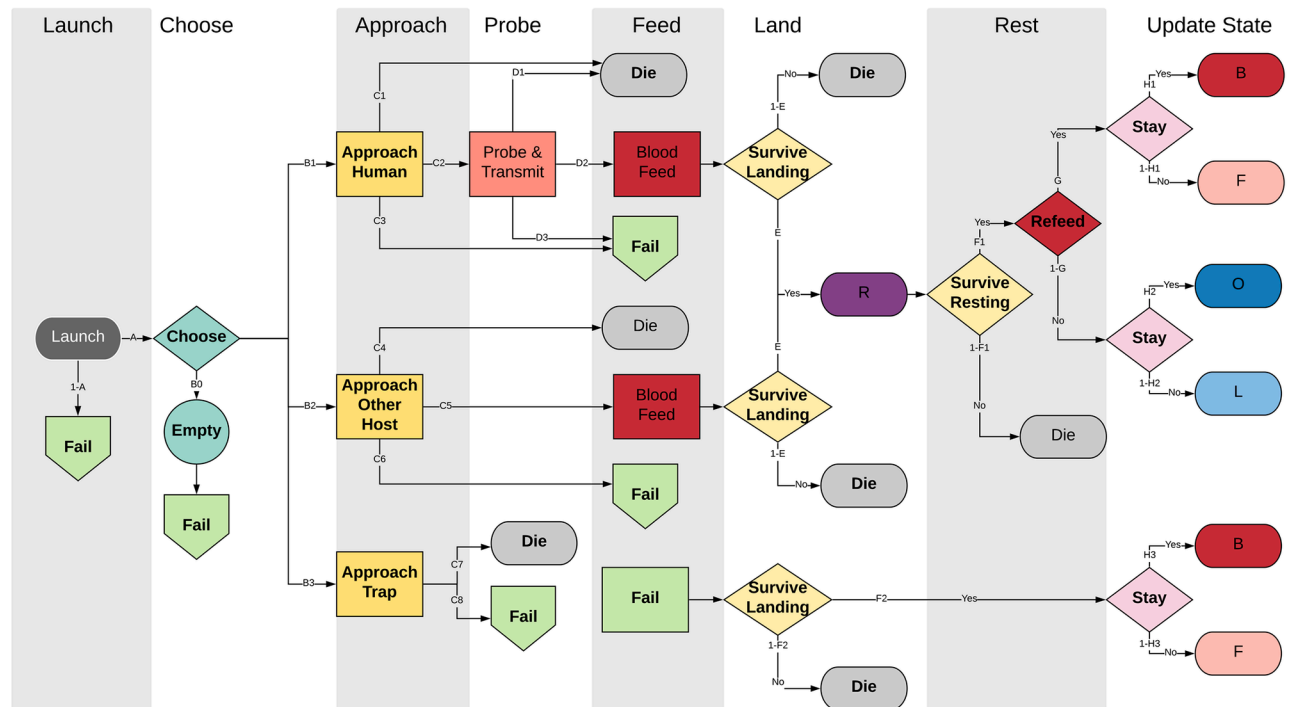 Launch
Choose
Approach
Probe
Feed
Land
Rest
Update State
Die
D1
C1
No
Die
1-E
Yes
H1
B
Stay
1-H1
No
F
B1
Approach
Human
C2
Probe &
Transmit
D2
Blood
Feed
Survive
Landing
Yes
G
C3
D3
Fail
E
Yes
F1
Refeed
1-G
Survive
Resting
Yes
R
H2
Yes
O
Launch
A
Choose
C4
Die
No
Stay
E
1-F1
1-A
B0
1-H2
No
L
Fail
Empty
B2
Approach
Other
Host
C5
Blood
Feed
Survive
Landing
No
Die
1-E
C6
No
Die
Fail
Fail
B3
Approach
Trap
C7
C8
Die
Fail
Fail
Survive
Landing
F2
Yes
H3
Yes
B
Stay
1-H3
No
F
1-F2
No
Die